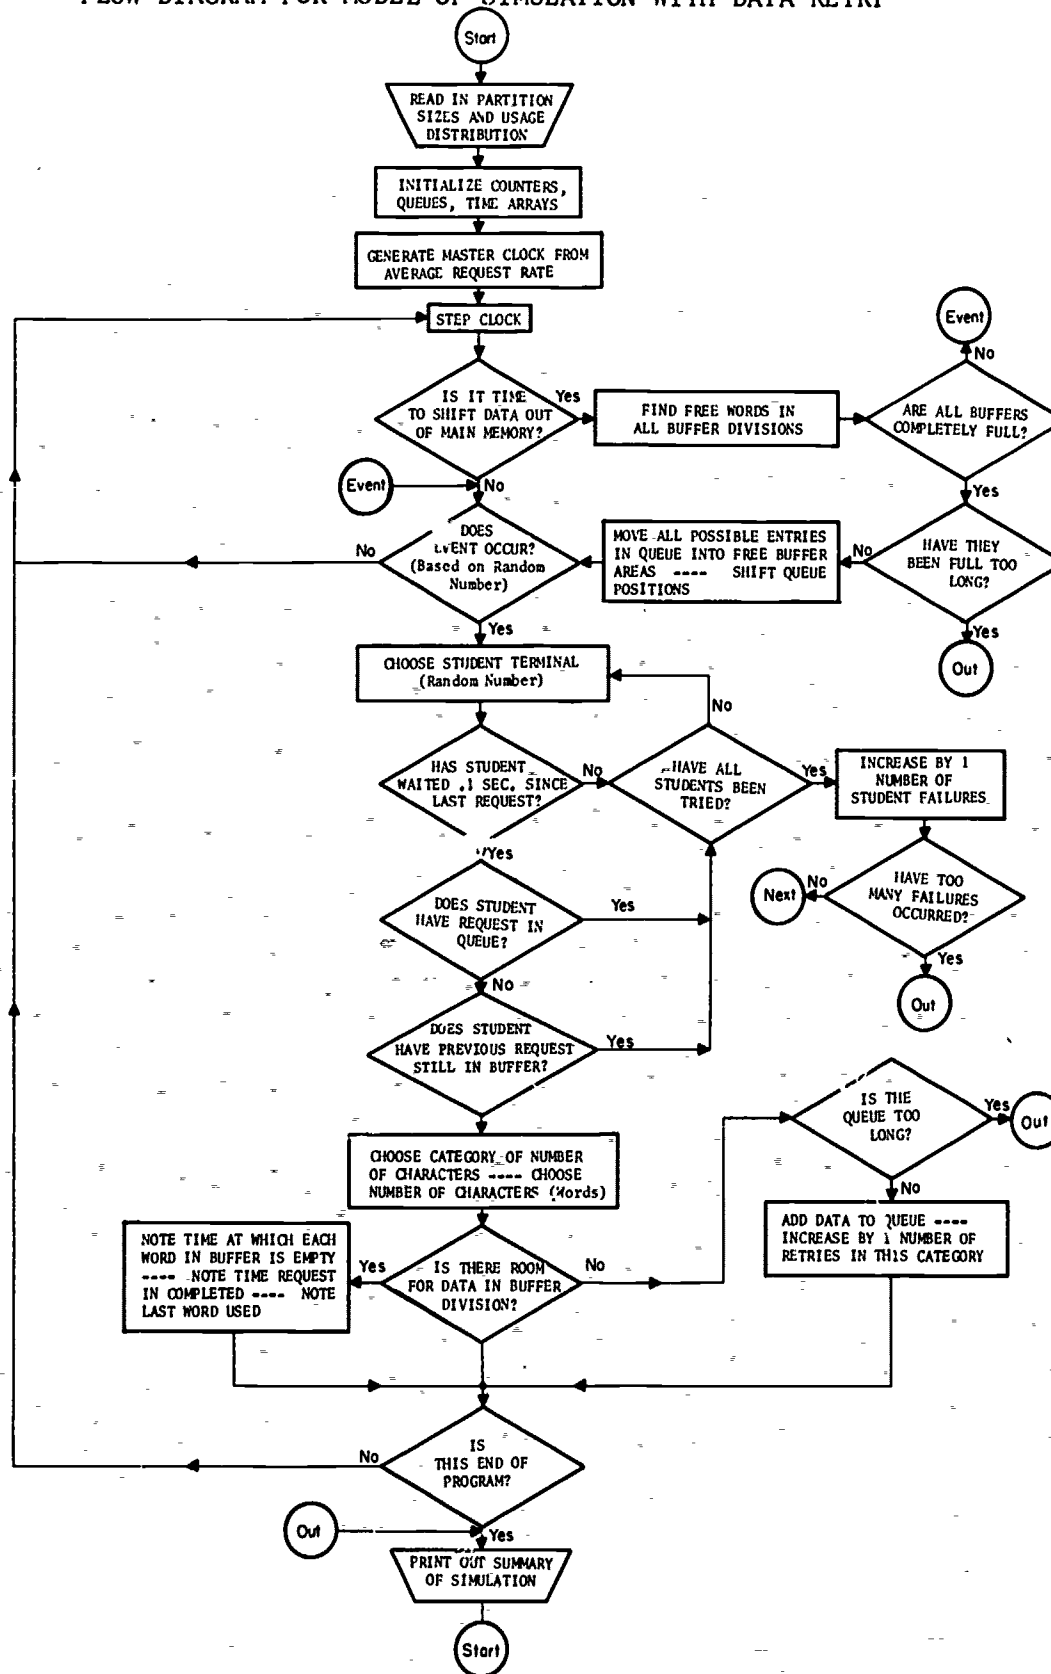 FLOW DIAGRAM FOR MODEL OF SIMULATION WITH DATA RETRY
Start
READ IN PARTITION
SIZES AND USAGE
DISTRIBUTION
INITIALIZE COUNTERS,
QUEUES, TIME ARRAYS
GENERATE MASTER CLOCK FROM
AVERAGE REQUEST RATE
STEP CLOCK
Event
No
IS IT TIME
TO SHIFT DATA OUT
OF MAIN MEMORY?
Yes
FIND FREE WORDS IN
ALL BUFFER DIVISIONS
ARE ALL BUFFERS
COMPLETELY FULL?
Event
No
Yes
DOES
EVENT OCCUR?
(Based on Random
Number)
No
MOVE ALL POSSIBLE ENTRIES
IN QUEUE INTO FREE BUFFER
AREAS ---- SHIFT QUEUE
POSITIONS
No
HAVE THEY
BEEN FULL TOO
LONG?
Yes
Yes
Out
CHOOSE STUDENT TERMINAL
(Random Number)
No
HAS STUDENT
WAITED .1 SEC. SINCE
LAST REQUEST?
No
HAVE ALL
STUDENTS BEEN
TRIED?
Yes
INCREASE BY 1
NUMBER OF
STUDENT FAILURES
Yes
DOES STUDENT
HAVE REQUEST IN
QUEUE?
Yes
Next
No
HAVE TOO
MANY FAILURES
OCCURRED?
Yes
Out
No
DOES STUDENT
HAVE PREVIOUS REQUEST
STILL IN BUFFER?
Yes
IS THE
QUEUE TOO
LONG?
Yes
Out
No
CHOOSE CATEGORY OF NUMBER
OF CHARACTERS ---- CHOOSE
NUMBER OF CHARACTERS (Words)
ADD DATA TO QUEUE ----
INCREASE BY 1 NUMBER OF
RETRIES IN THIS CATEGORY
NOTE TIME AT WHICH EACH
WORD IN BUFFER IS EMPTY
---- NOTE TIME REQUEST
IN COMPLETED ---- NOTE
LAST WORD USED
Yes
IS THERE ROOM
FOR DATA IN BUFFER
DIVISION?
No
No
IS
THIS END OF
PROGRAM?
Out
Yes
PRINT OUT SUMMARY
OF SIMULATION
Start